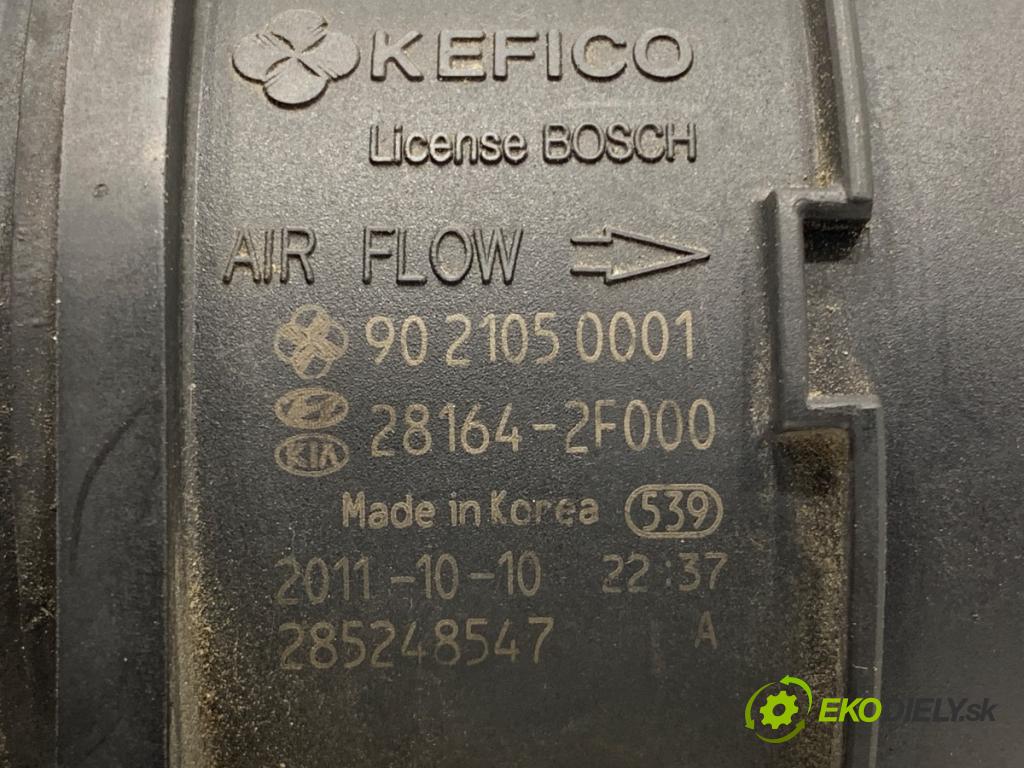 KEFICO
License BOSCH
AIR FLOW
90 2105 0001
HYUNDAI 28164-2F000
KIA
Made in Korea 539
2011-10-10 22:37
285248547 A
EKODIELY.sk